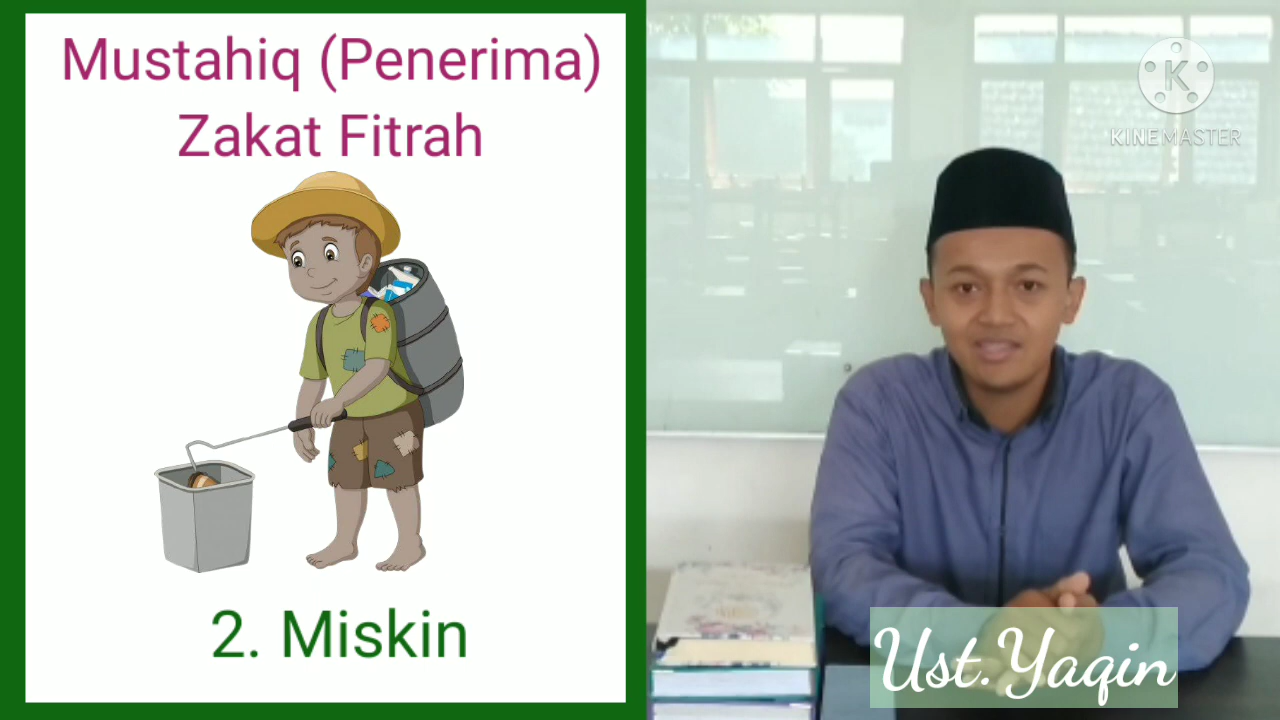 Mustahiq (Penerima)
Zakat Fitrah
2. Miskin
K
KINEMASTER
Ust. Yaqin